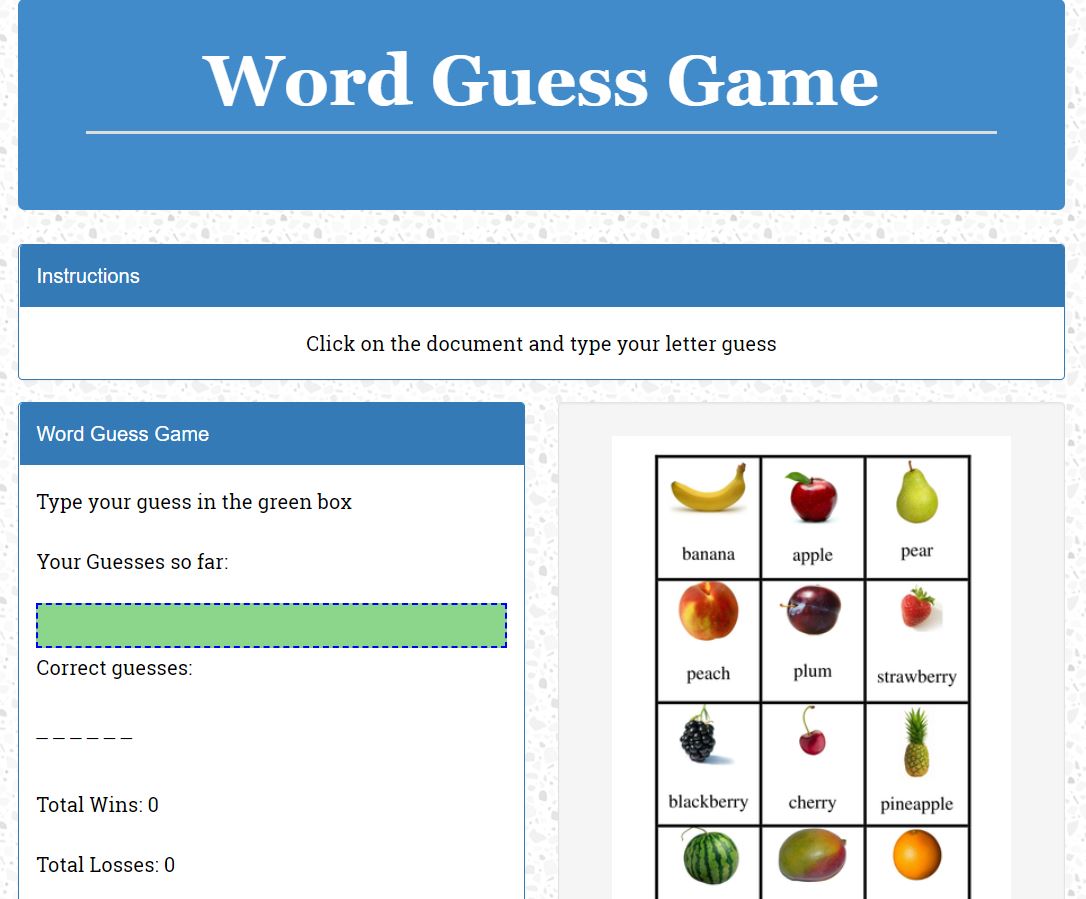 Word Guess Game
Instructions
Click on the document and type your letter guess
Word Guess Game
Type your guess in the green box
Your Guesses so far:
Correct guesses:
_ _ _ _ _ _
Total Wins: 0
Total Losses: 0
banana apple pear
peach plum strawberry
blackberry cherry pineapple